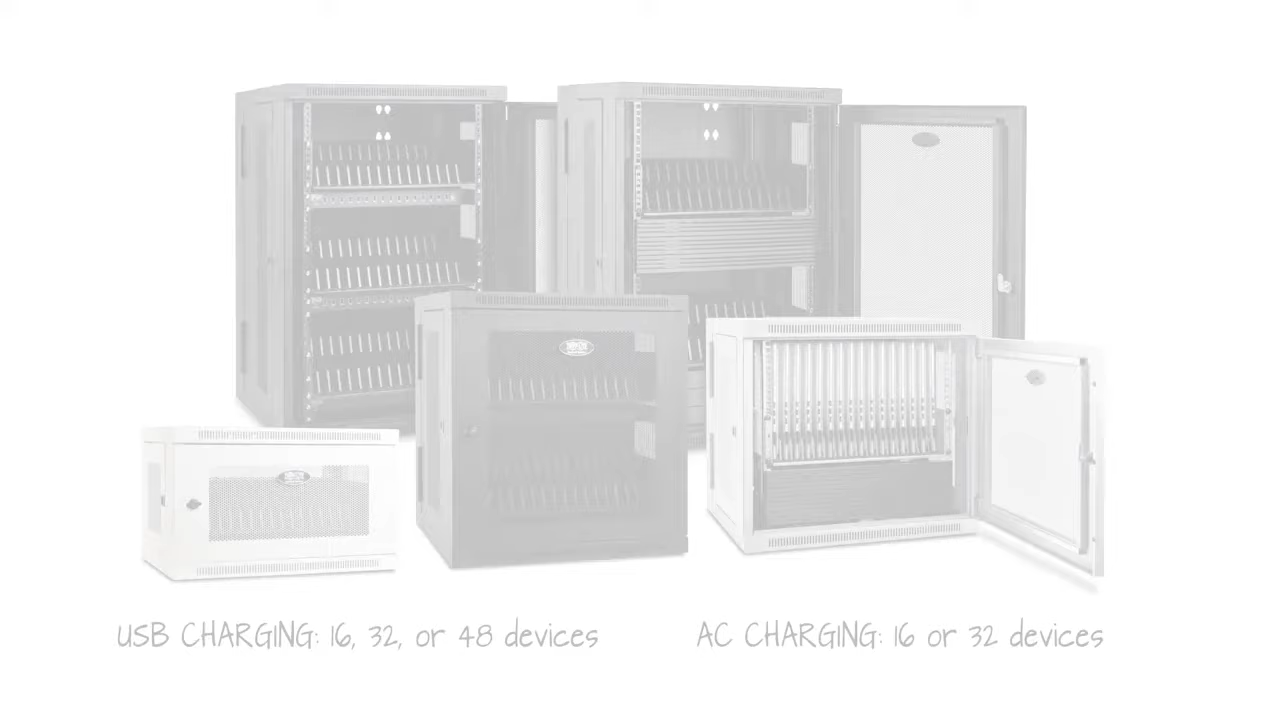 USB CHARGING: 16, 32, or 48 devices
AC CHARGING: 16 or 32 devices